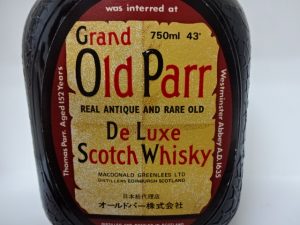 was interred at
Grand
750ml 43°
Old Parr
REAL ANTIQUE AND RARE OLD
De Luxe
Scotch Whisky
MACDONALD GREENLEES LTD
DISTILLERS EDINBURGH SCOTLAND
日本総代理店
オールドパー株式会社
Thomas Parr. Aged 152 Years
Westminster Abbey A.D. 1635